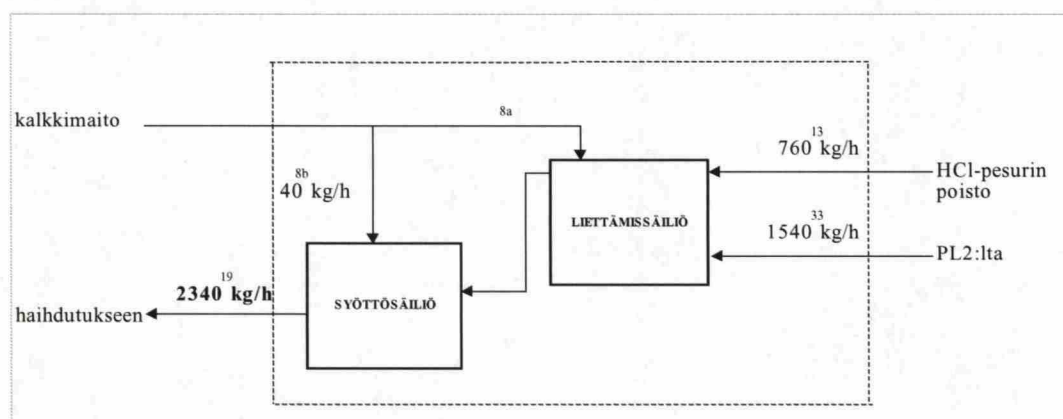 8a
kalkkimaito
13
760 kg/h
HCl-pesurin
poisto
8b
40 kg/h
LIETTÄMISSÄILIÖ
33
1540 kg/h
PL2:lta
19
2340 kg/h
SYÖTTÖSÄILIÖ
haihdutukseen